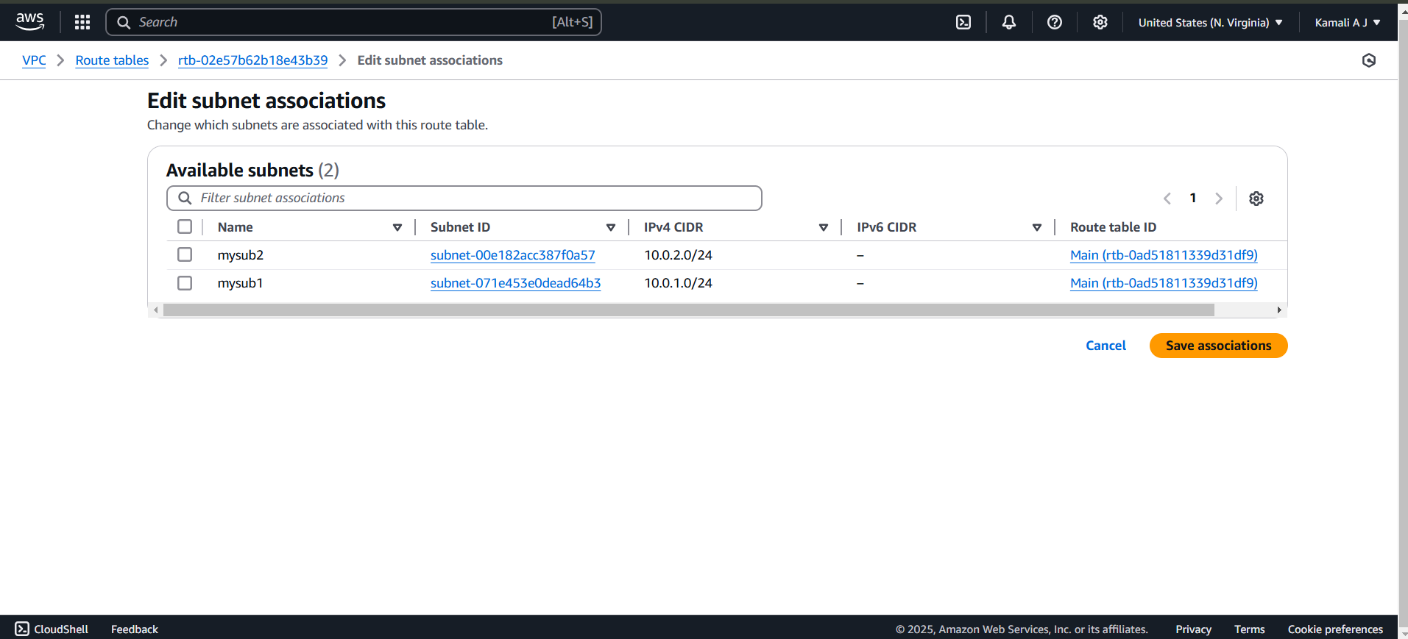 aws Search [Alt+S] United States (N. Virginia) Kamali A J
VPC Route tables rtb-02e57b62b18e43b39 Edit subnet associations
Edit subnet associations
Change which subnets are associated with this route table.
Available subnets (2)
Filter subnet associations 1
Name Subnet ID IPv4 CIDR IPv6 CIDR Route table ID
mysub2 subnet-00e182acc387f0a57 10.0.2.0/24 – Main (rtb-0ad51811339d31df9)
mysub1 subnet-071e453e0dead64b3 10.0.1.0/24 – Main (rtb-0ad51811339d31df9)
Cancel Save associations
CloudShell Feedback © 2025, Amazon Web Services, Inc. or its affiliates. Privacy Terms Cookie preferences